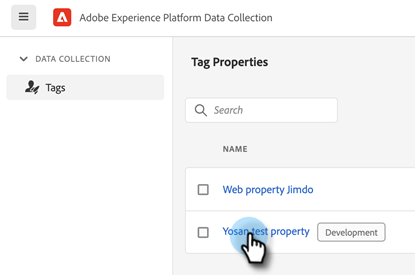 Adobe Experience Platform Data Collection
DATA COLLECTION
Tags
Tag Properties
Search
NAME
Web property Jimdo
Yosan test property
Development